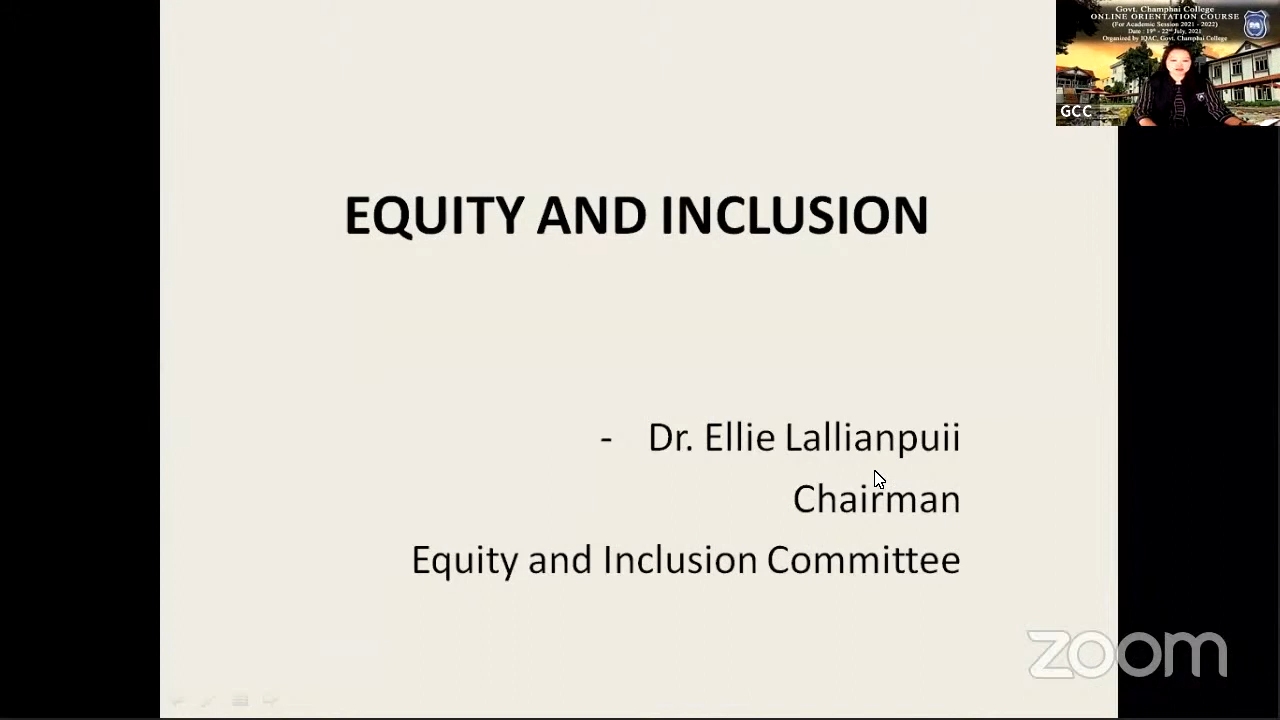 Govt. Champhai College
ONLINE ORIENTATION COURSE
(For Academic Session 2021 - 2022)
Date : 19th - 22nd July, 2021
Organized by IQAC, Govt. Champhai College
GCC
EQUITY AND INCLUSION
- Dr. Ellie Lallianpuii
Chairman
Equity and Inclusion Committee
zoom